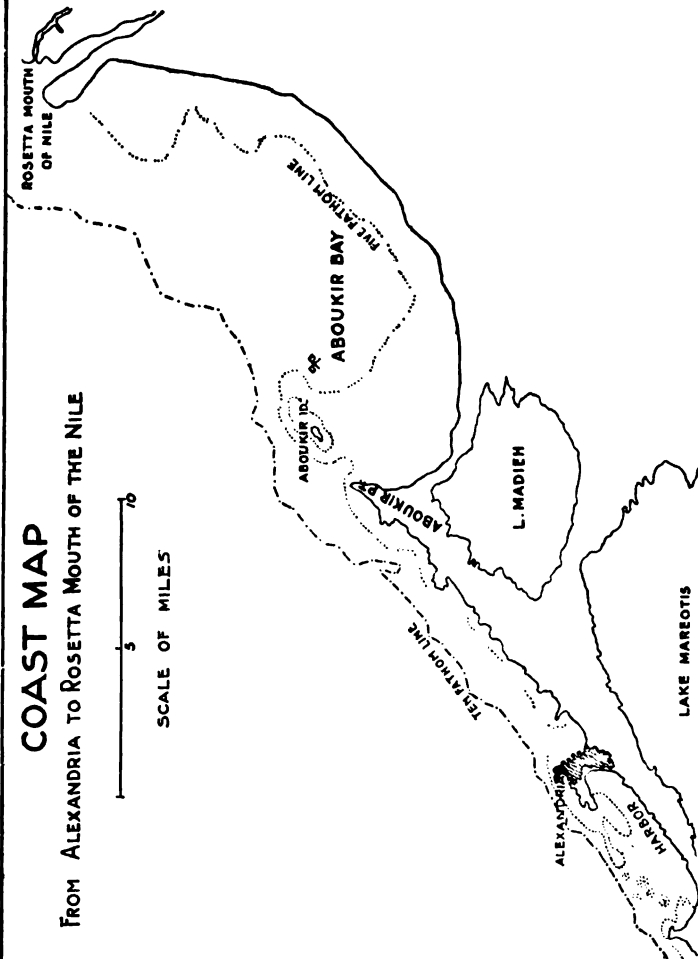 COAST MAP
FROM ALEXANDRIA TO ROSETTA MOUTH OF THE NILE
5
10
SCALE OF MILES
ROSETTA MOUTH
OF NILE
FIVE FATHOM LINE
ABOUKIR BAY
ABOUKIR ID.
ABOUKIR PT.
L. MADIEH
TEN FATHOM LINE
ALEXANDRIA
HARBOR
LAKE MAREOTIS